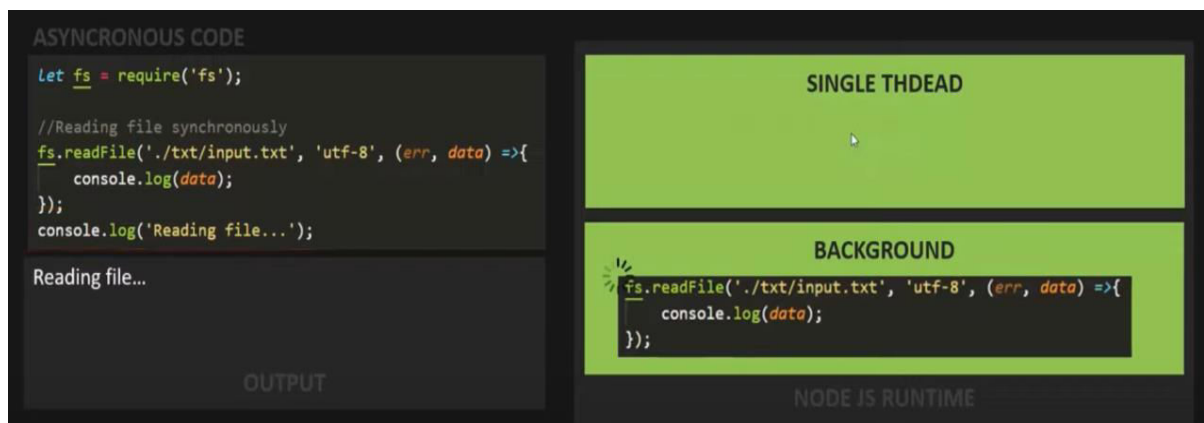 ASYNCRONOUS CODE
let fs = require('fs');
//Reading file synchronously
fs.readFile('./txt/input.txt', 'utf-8', (err, data) =>{
console.log(data);
});
console.log('Reading file...');
Reading file...
OUTPUT
SINGLE THDEAD
BACKGROUND
fs.readFile('./txt/input.txt', 'utf-8', (err, data) =>{
console.log(data);
});
NODE JS RUNTIME